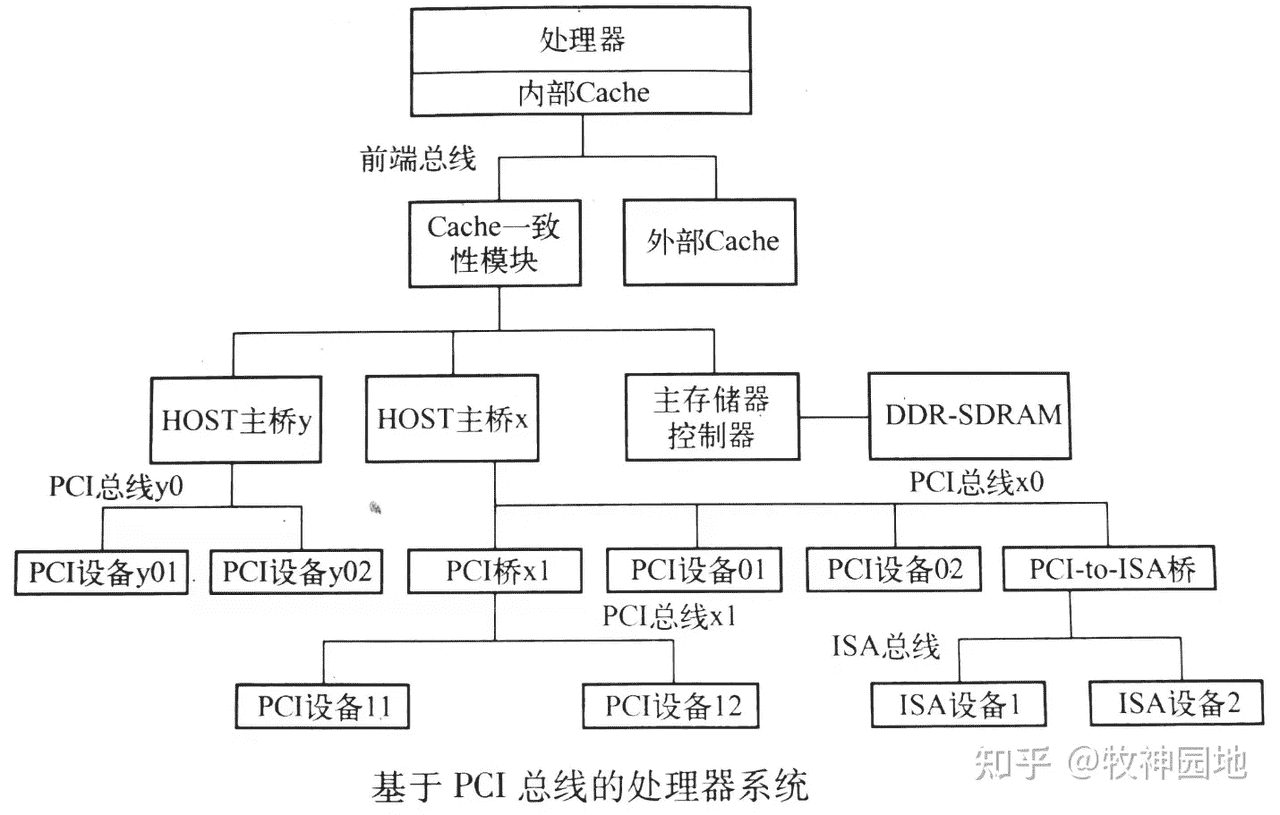 处理器
内部Cache
前端总线
Cache一致
性模块
外部Cache
HOST主桥y
HOST主桥x
主存储器
控制器
DDR-SDRAM
PCI总线y0
PCI总线x0
PCI设备y01
PCI设备y02
PCI桥x1
PCI设备01
PCI设备02
PCI-to-ISA桥
PCI总线x1
ISA总线
PCI设备11
PCI设备12
ISA设备1
ISA设备2
知乎 @牧神园地
基于 PCI 总线的处理器系统